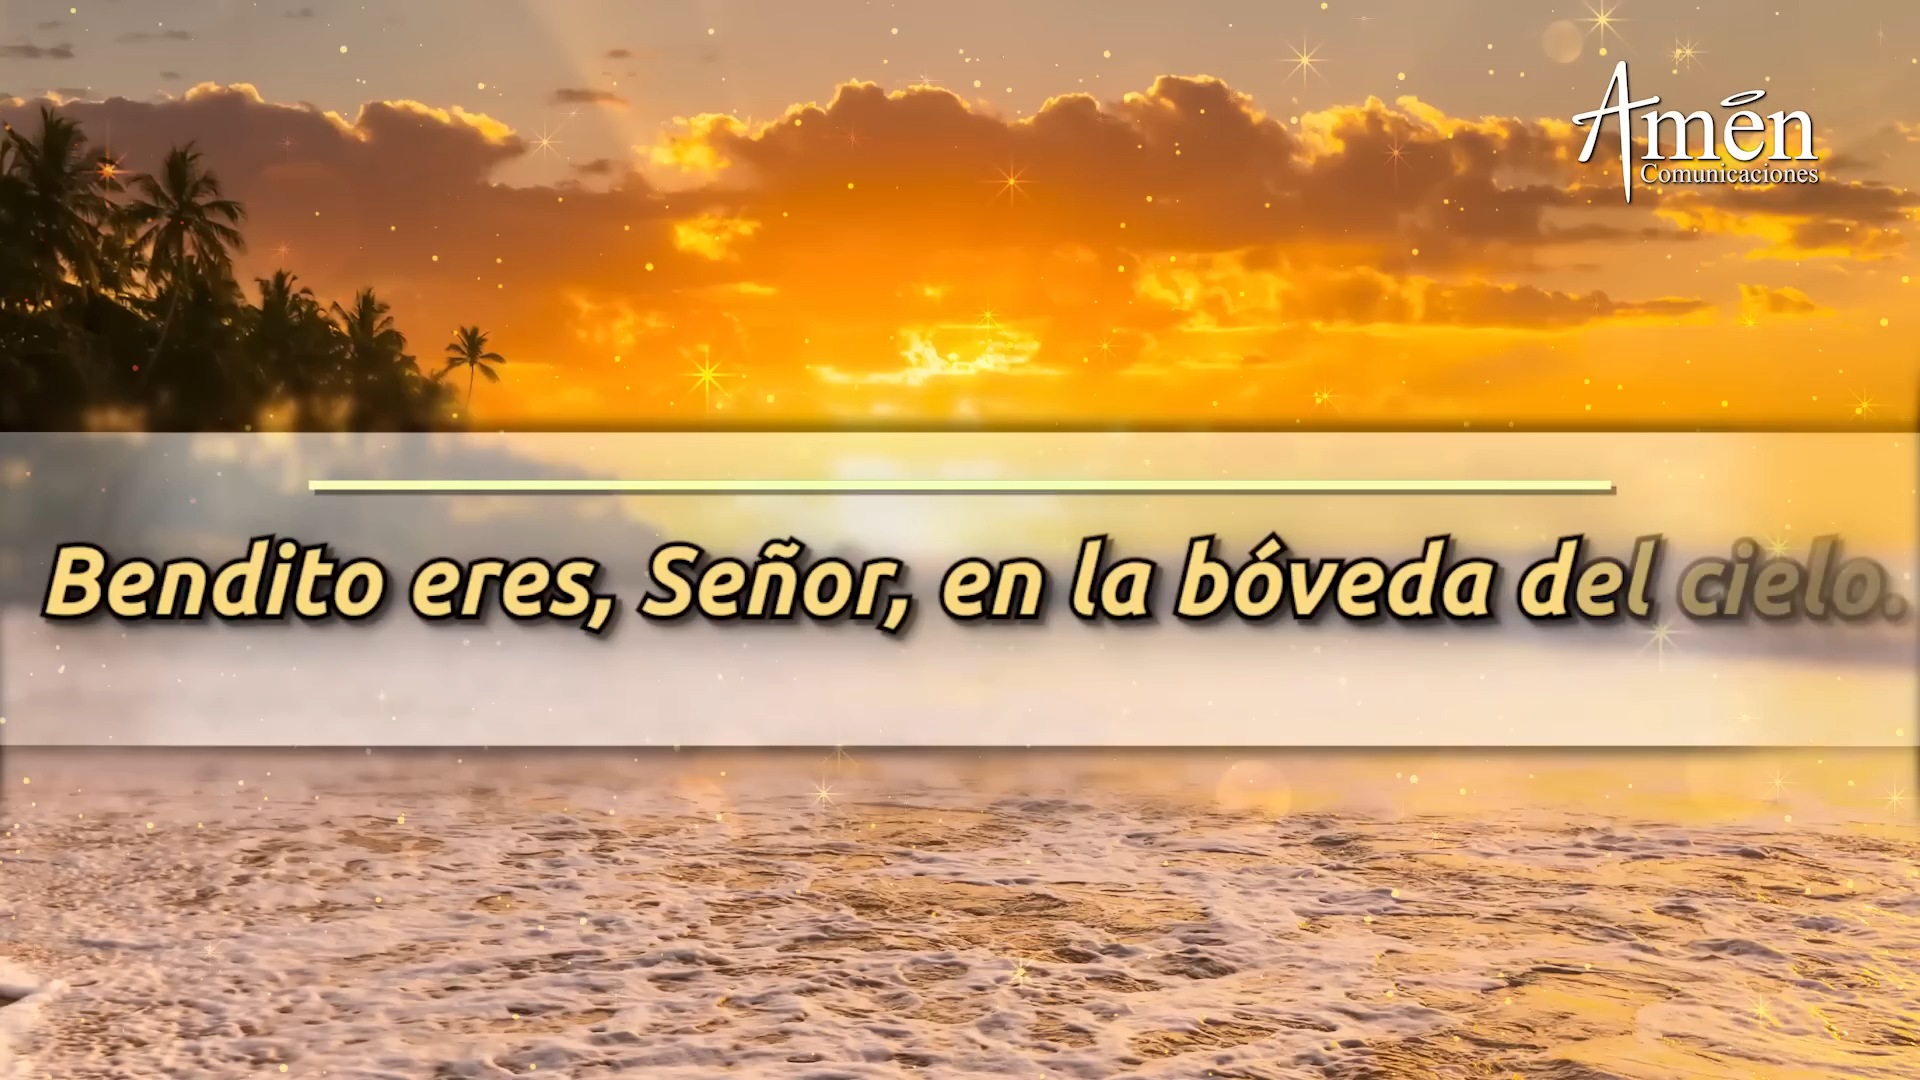 Amén
Comunicaciones
Bendito eres, Señor, en la bóveda del cielo.